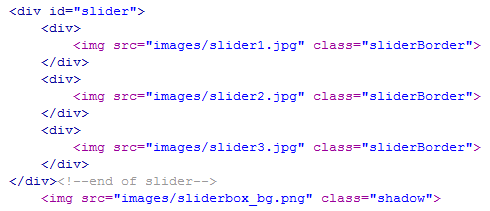 <div id="slider">
<div>
<img src="images/slider1.jpg" class="sliderBorder">
</div>
<div>
<img src="images/slider2.jpg" class="sliderBorder">
</div>
<div>
<img src="images/slider3.jpg" class="sliderBorder">
</div>
</div><!--end of slider-->
<img src="images/sliderbox_bg.png" class="shadow">